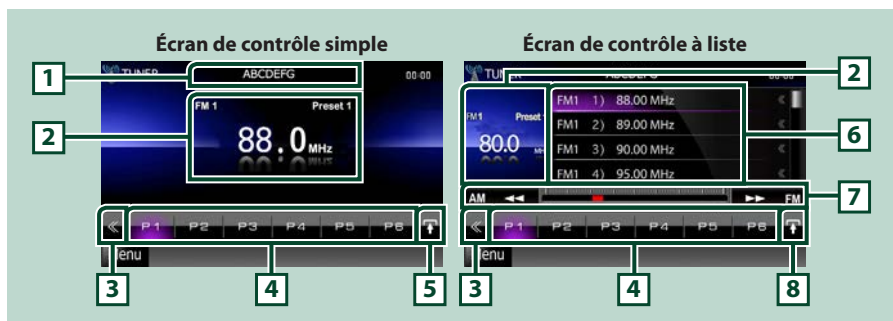 Écran de contrôle simple
TUNER
ABCDEFG
00:00
FM 1
Preset 1
88.0 MHz
P1 P2 P3 P4 P5 P6
Menu
1
2
3
4
5
Écran de contrôle à liste
TUNER
FM1
Preset
80.0
FM1 1) 88.00 MHz
FM1 2) 89.00 MHz
FM1 3) 90.00 MHz
FM1 4) 95.00 MHz
AM
FM
P1 P2 P3 P4 P5 P6
Menu
2
6
7
3
4
8